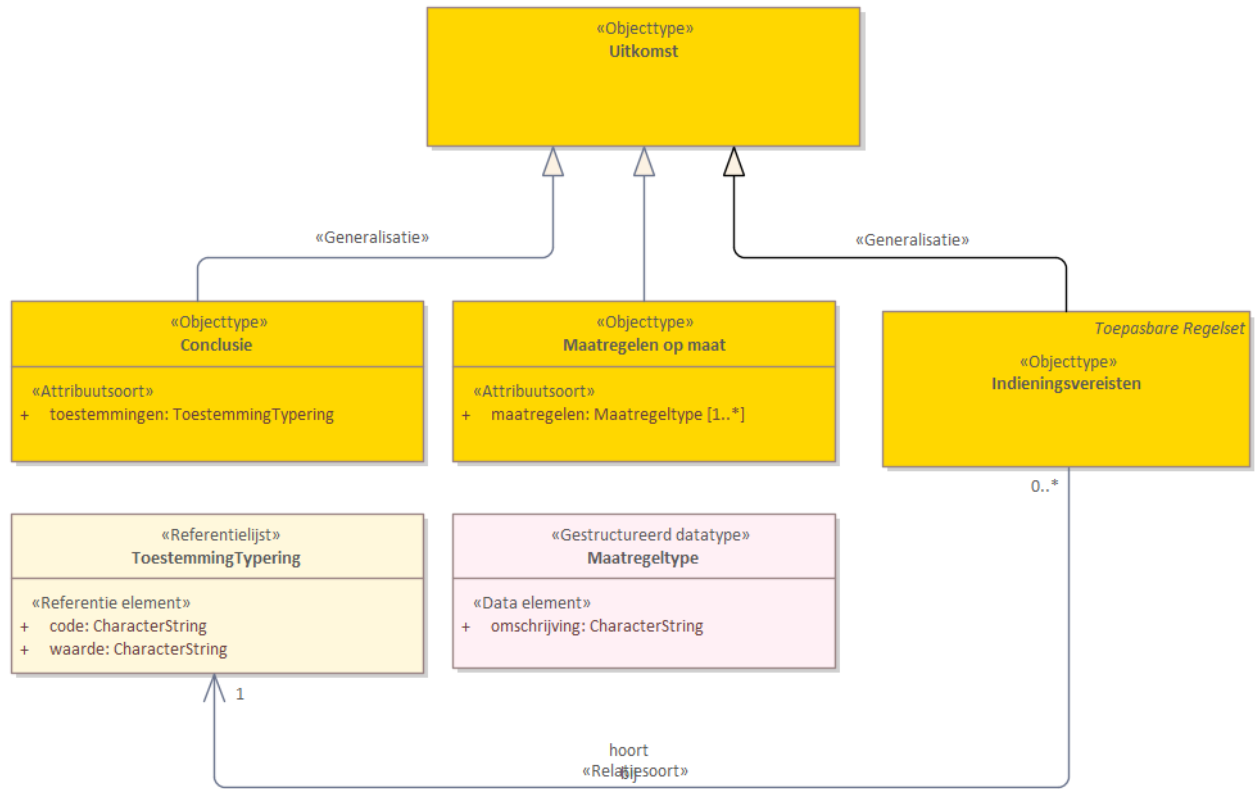 «Objecttype»
Uitkomst
«Generalisatie»
«Generalisatie»
«Objecttype»
Conclusie
«Attribuutsoort»
+ toestemmingen: ToestemmingTypering
«Objecttype»
Maatregelen op maat
«Attribuutsoort»
+ maatregelen: Maatregeltype [1..*]
Toepasbare Regelset
«Objecttype»
Indieningsvereisten
0..*
«Referentielijst»
ToestemmingTypering
«Referentie element»
+ code: CharacterString
+ waarde: CharacterString
«Gestructureerd datatype»
Maatregeltype
«Data element»
+ omschrijving: CharacterString
1
hoort
bij
«Relatiesoort»